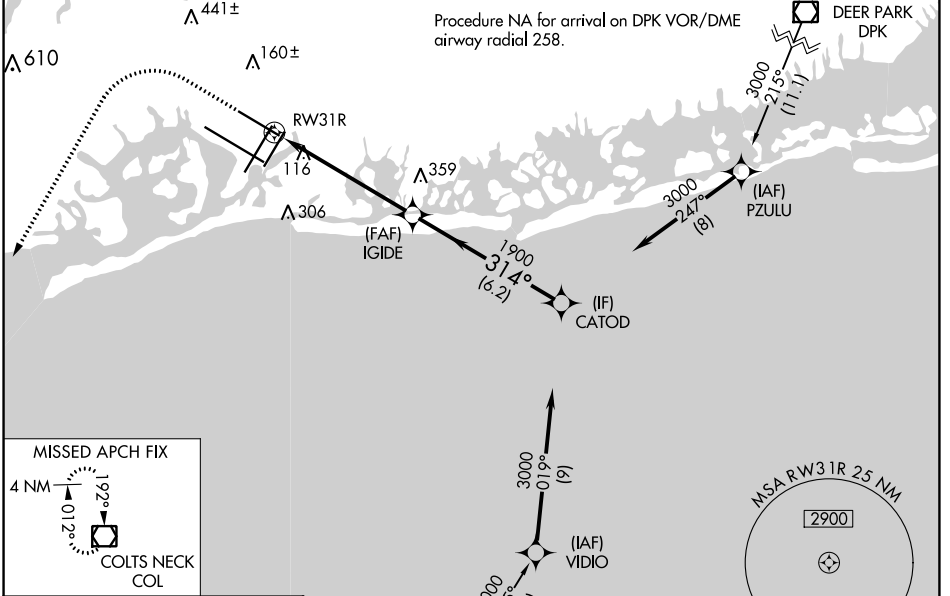 441±
610
160±
Procedure NA for arrival on DPK VOR/DME
airway radial 258.
DEER PARK
DPK
3000
215°
(11.1)
RW31R
116
359
306
(FAF)
IGIDE
(IAF)
PZULU
3000
247°
(8)
1900
314°
(6.2)
(IF)
CATOD
3000
019°
(9)
(IAF)
VIDIO
MISSED APCH FIX
4 NM
192°
012°
COLTS NECK
COL
MSA RW31R 25 NM
2900